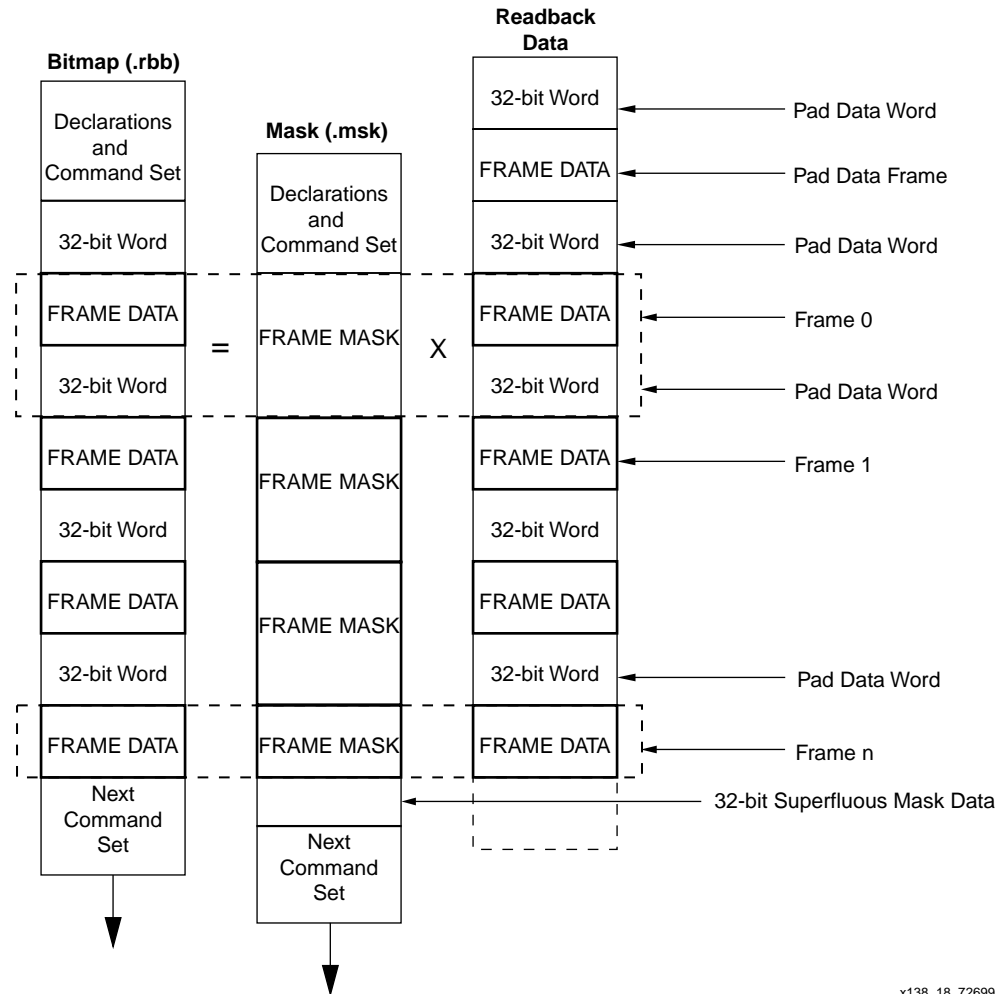 Readback
Data
Bitmap (.rbb)
32-bit Word
Pad Data Word
Declarations
and
Command Set
Mask (.msk)
FRAME DATA
Pad Data Frame
Declarations
and
Command Set
32-bit Word
32-bit Word
Pad Data Word
FRAME DATA
=
FRAME MASK
X
FRAME DATA
Frame 0
32-bit Word
32-bit Word
Pad Data Word
FRAME DATA
FRAME MASK
FRAME DATA
Frame 1
32-bit Word
32-bit Word
FRAME DATA
FRAME MASK
FRAME DATA
32-bit Word
32-bit Word
Pad Data Word
FRAME DATA
FRAME MASK
FRAME DATA
Frame n
Next
Command
Set
32-bit Superfluous Mask Data
Next
Command
Set
x138_18_72699